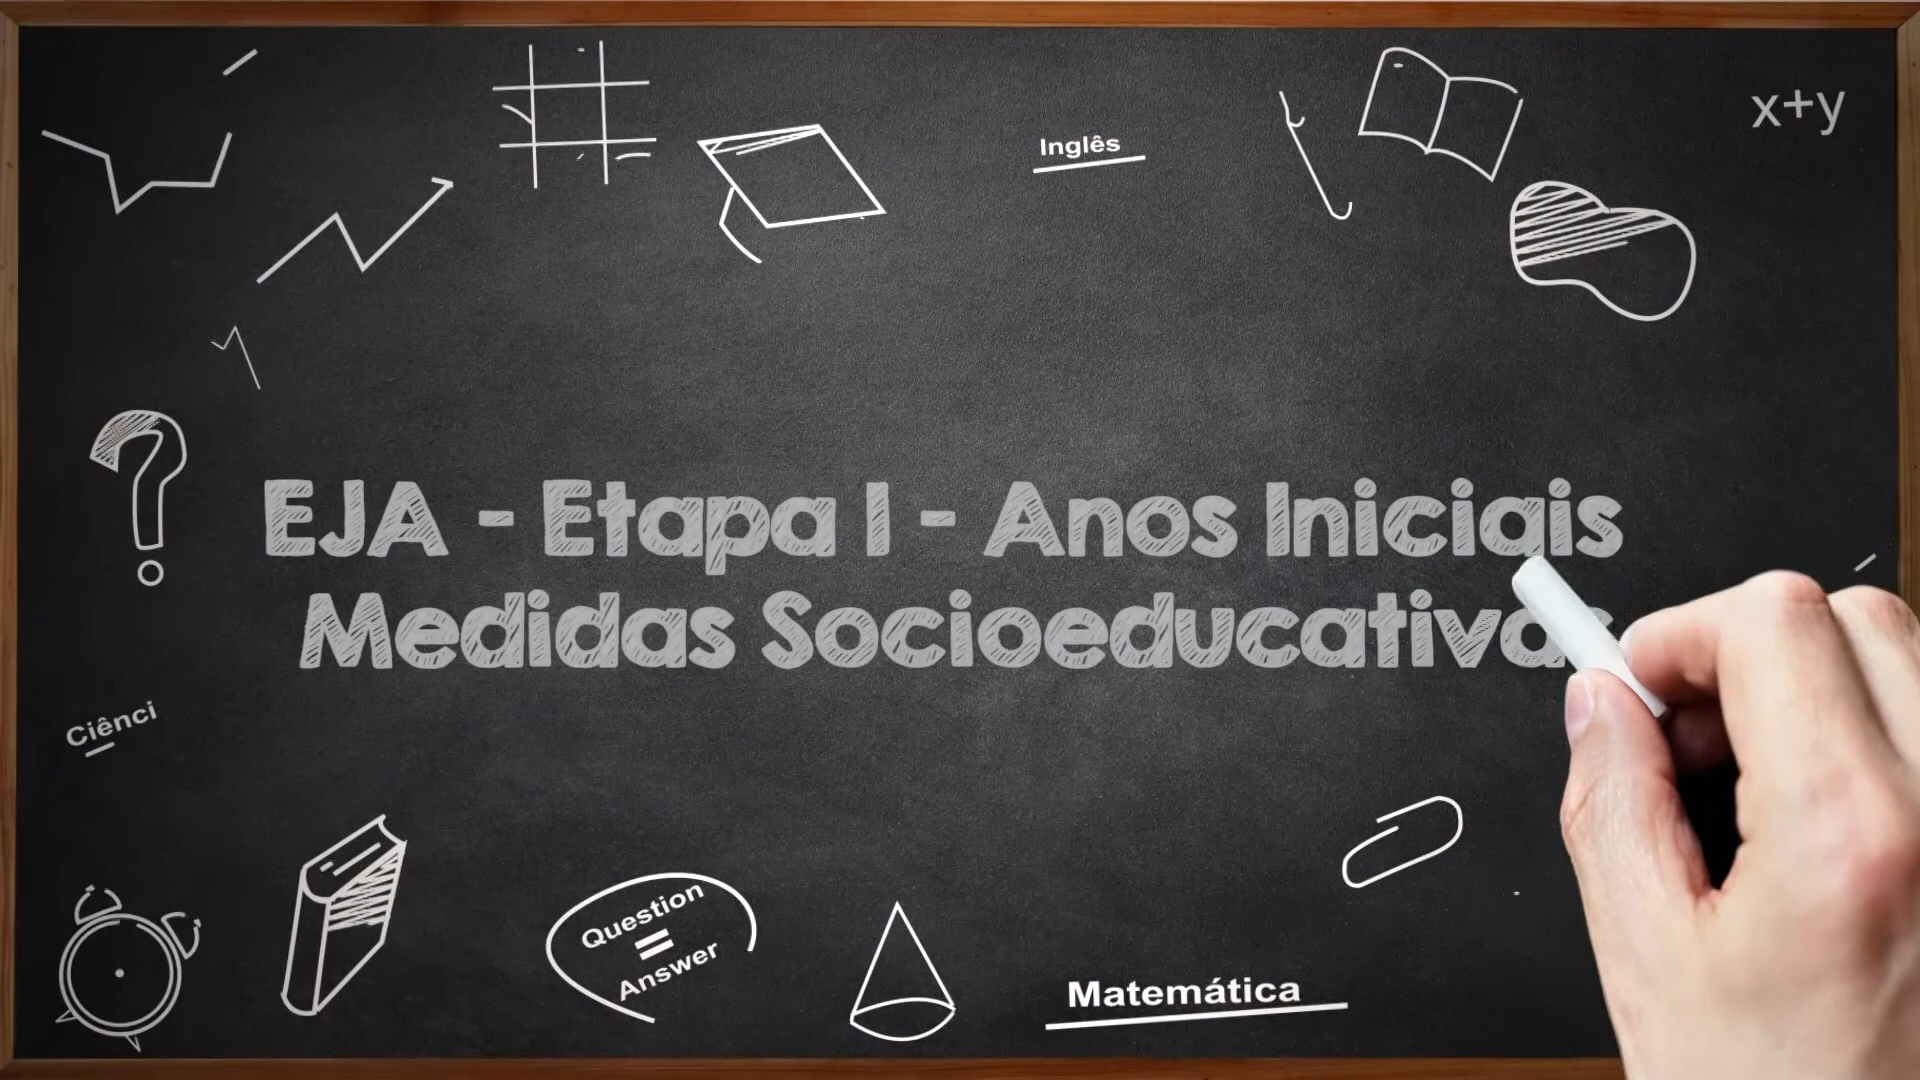 Inglês
x+y
EJA - Etapa I - Anos Iniciais
Medidas Socioeducativas
Ciênci
Question
=
Answer
Matemática